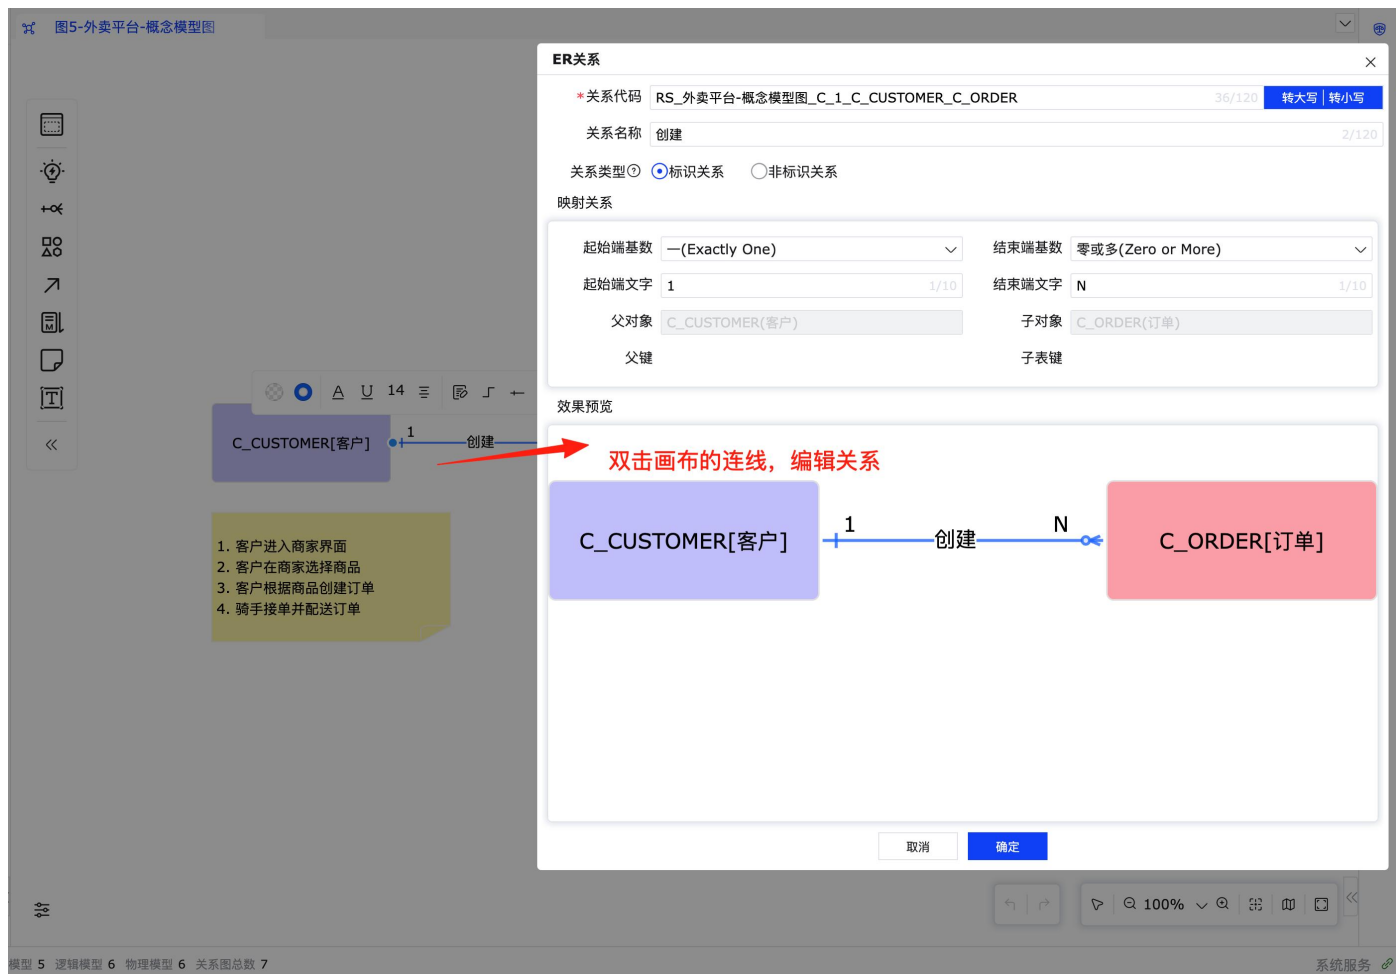 图5-外卖平台-概念模型图
ER关系
*关系代码 RS_外卖平台-概念模型图_C_1_C_CUSTOMER_C_ORDER 36/120 转大写 转小写
关系名称 创建 2/120
关系类型 标识关系 非标识关系
映射关系
起始端基数 一(Exactly One) 结束端基数 零或多(Zero or More)
起始端文字 1 1/10 结束端文字 N 1/10
父对象 C_CUSTOMER(客户) 子对象 C_ORDER(订单)
父键 子表键
A U 14
效果预览
C_CUSTOMER[客户] 1 创建
双击画布的连线，编辑关系
C_CUSTOMER[客户] 1 创建 N C_ORDER[订单]
1. 客户进入商家界面
2. 客户在商家选择商品
3. 客户根据商品创建订单
4. 骑手接单并配送订单
取消 确定
100%
模型 5 逻辑模型 6 物理模型 6 关系图总数 7 系统服务